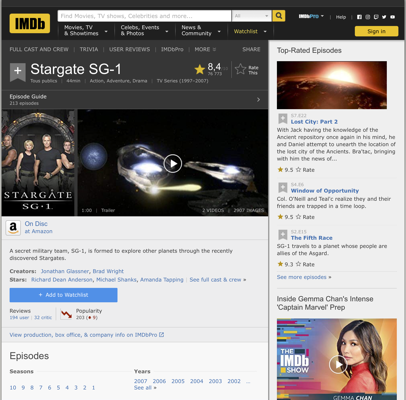 IMDb
Find Movies, TV shows, Celebrities and more...
All
IMDbPro
Help
Movies, TV
& Showtimes
Celebs, Events
& Photos
News &
Community
Watchlist
Sign in
FULL CAST AND CREW | TRIVIA | USER REVIEWS | IMDbPro | MORE
SHARE
Stargate SG-1
8,4
Rate
This
Tous publics | 44min | Action, Adventure, Drama | TV Series (1997–2007)
Episode Guide
213 episodes
STARGATE
SG·1
1:00 | Trailer
2 VIDEOS | 2007 IMAGES
On Disc
at Amazon
A secret military team, SG-1, is formed to explore other planets through the recently
discovered Stargates.
Creators: Jonathan Glassner, Brad Wright
Stars: Richard Dean Anderson, Michael Shanks, Amanda Tapping | See full cast & crew »
+ Add to Watchlist
Reviews
194 user | 32 critic
Popularity
203 ( 9)
View production, box office, & company info on IMDbPro
Episodes
Seasons
10 9 8 7 6 5 4 3 2 1
Years
2007 2006 2005 2004 2003 2002 ...
See all »
Top-Rated Episodes
S7.E22
Lost City: Part 2
With Jack having the knowledge of the
Ancient repository once again in his mind, he
and Daniel attempt to unearth the location of
the lost city of the Ancients. Bra'tac, bringing
with him the news of...
9.5 Rate
S4.E6
Window of Opportunity
Col. O'Neill and Teal'c realize they and their
friends are trapped in a time loop.
9.5 Rate
S2.E15
The Fifth Race
SG-1 travels to a planet whose people are
allies of the Asgard.
9.3 Rate
See more episodes »
Inside Gemma Chan's Intense
'Captain Marvel' Prep
THE
IMDb
SHOW
GEMMA CHAN